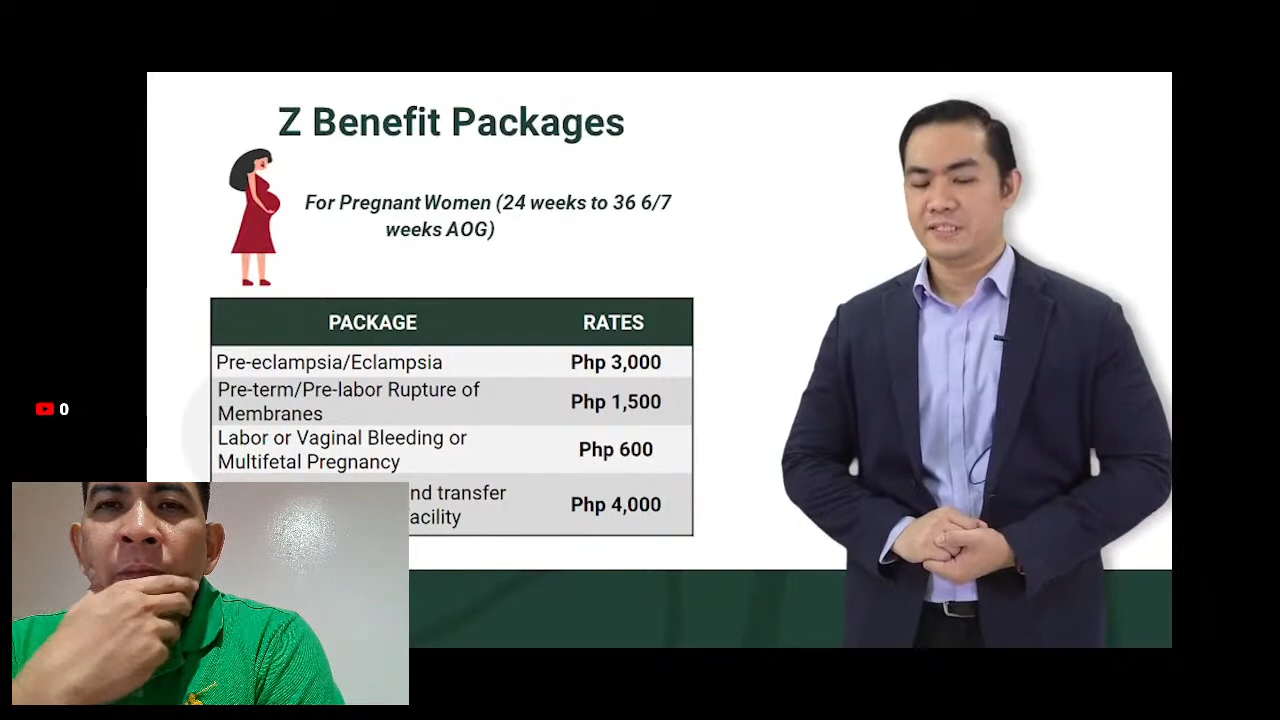 Z Benefit Packages
For Pregnant Women (24 weeks to 36 6/7
weeks AOG)
PACKAGE RATES
Pre-eclampsia/Eclampsia Php 3,000
Pre-term/Pre-labor Rupture of
Membranes Php 1,500
Labor or Vaginal Bleeding or
Multifetal Pregnancy Php 600
transfer
Php 4,000
0